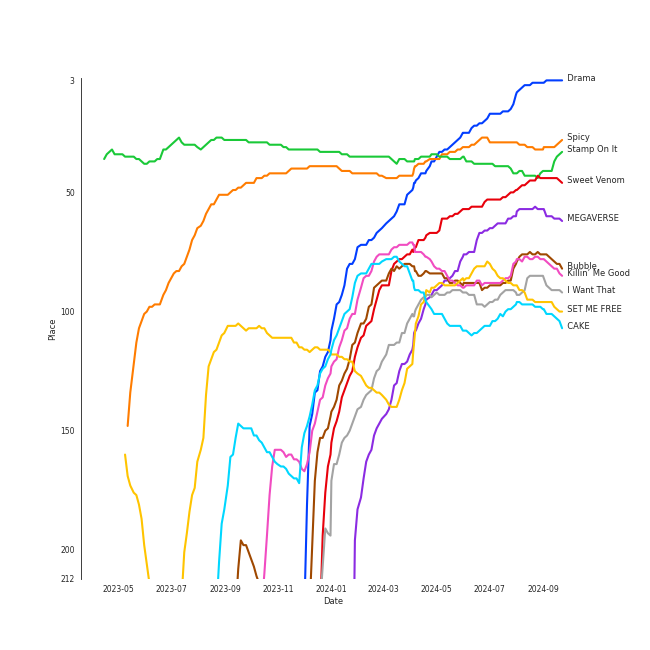 3
Drama
Spicy
Stamp On It
Sweet Venom
50
MEGAVERSE
Bubble
Killin' Me Good
I Want That
100
SET ME FREE
CAKE
Place
150
200
212
2023-05 2023-07 2023-09 2023-11 2024-01 2024-03 2024-05 2024-07 2024-09
Date